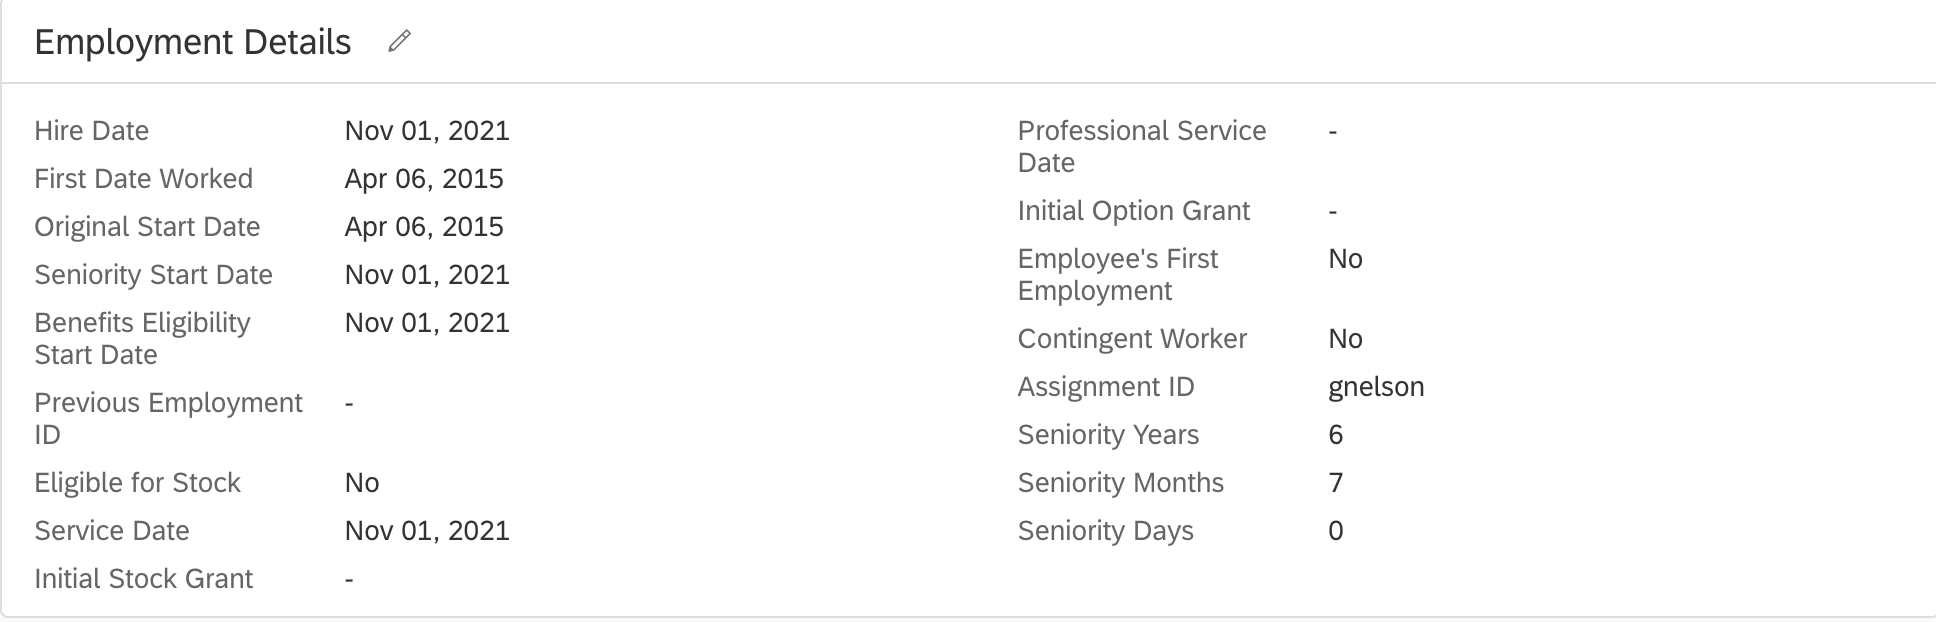 Employment Details
Hire Date Nov 01, 2021
First Date Worked Apr 06, 2015
Original Start Date Apr 06, 2015
Seniority Start Date Nov 01, 2021
Benefits Eligibility Nov 01, 2021
Start Date
Previous Employment -
ID
Eligible for Stock No
Service Date Nov 01, 2021
Initial Stock Grant -
Professional Service -
Date
Initial Option Grant -
Employee's First No
Employment
Contingent Worker No
Assignment ID gnelson
Seniority Years 6
Seniority Months 7
Seniority Days 0